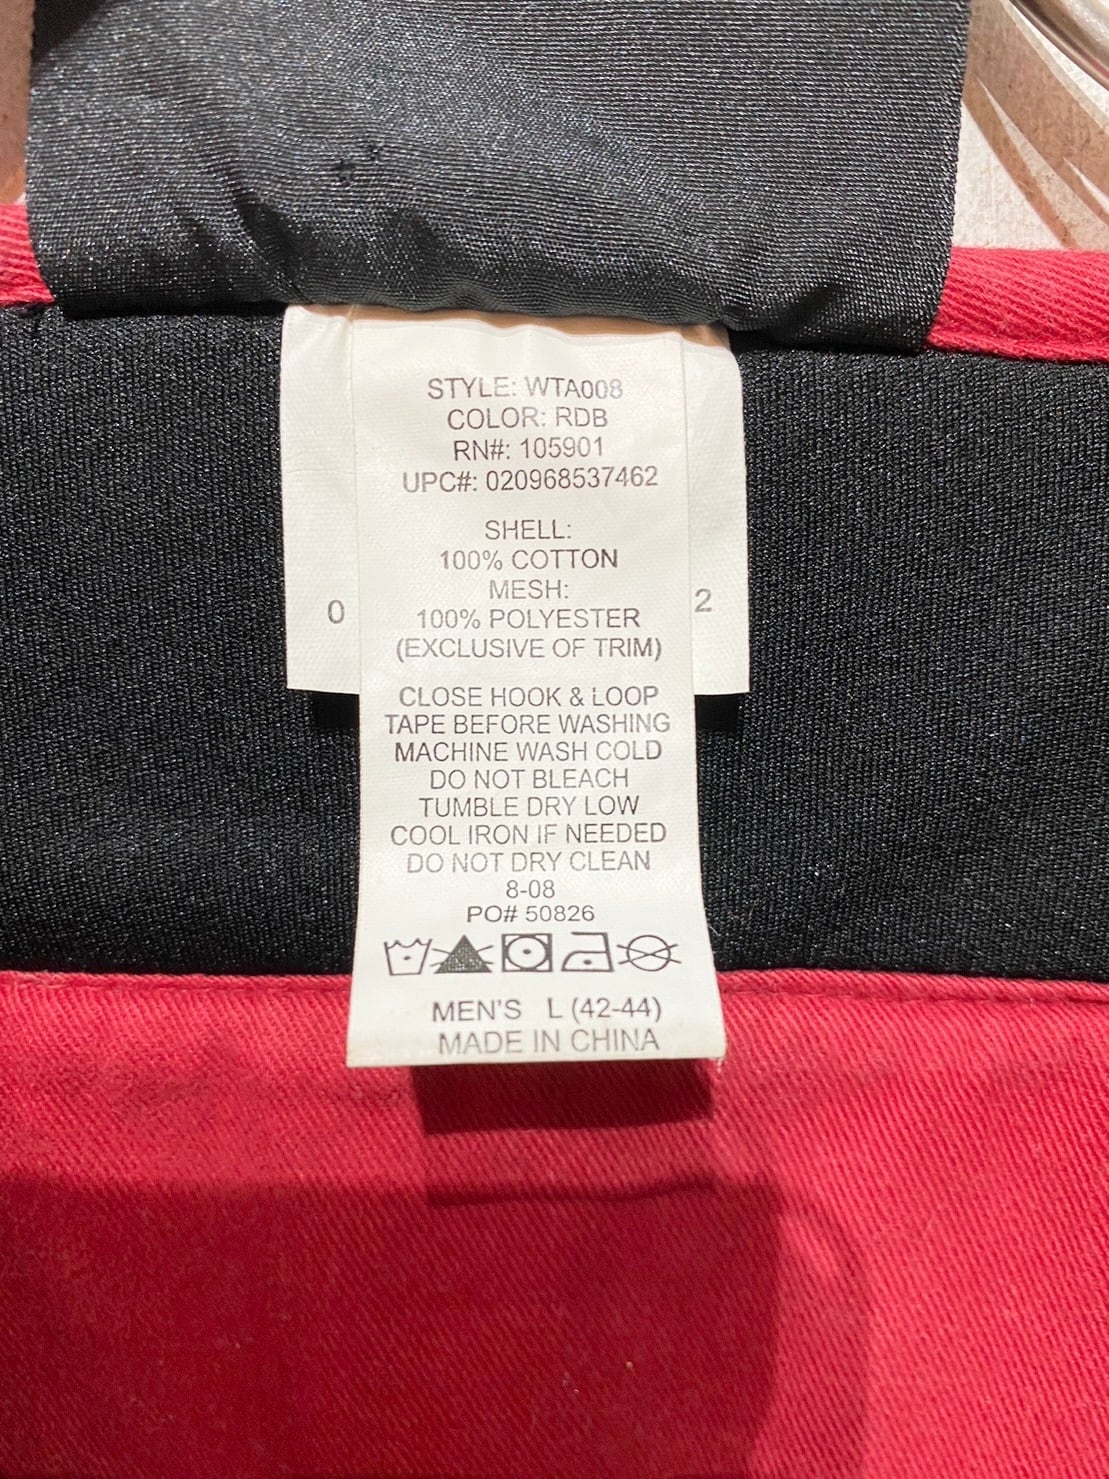 STYLE: WTA008
COLOR: RDB
RN#: 105901
UPC#: 020968537462
SHELL:
100% COTTON
MESH:
100% POLYESTER
(EXCLUSIVE OF TRIM)
0
2
CLOSE HOOK & LOOP
TAPE BEFORE WASHING
MACHINE WASH COLD
DO NOT BLEACH
TUMBLE DRY LOW
COOL IRON IF NEEDED
DO NOT DRY CLEAN
8-08
PO# 50826
MEN'S L (42-44)
MADE IN CHINA